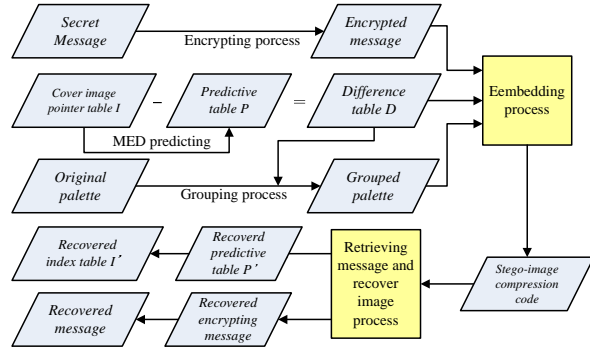 Secret
Message
Encrypting porcess
Encrypted
message
Cover image
pointer table I
−
Predictive
table P
=
Difference
table D
MED predicting
Eembedding
process
Original
palette
Grouping process
Grouped
palette
Recovered
index table I'
Recoverd
predictive
table P'
Retrieving
message and
recover
image
process
Stego-image
compression
code
Recovered
message
Recovered
encrypting
message